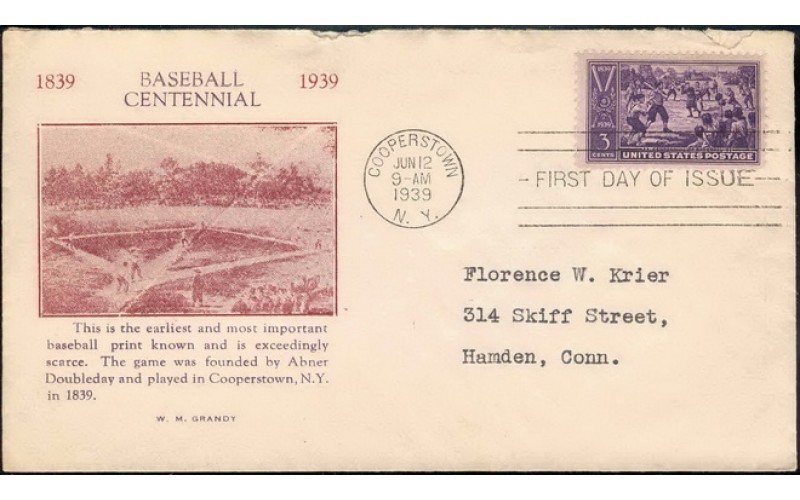 1839 BASEBALL 1939
CENTENNIAL
This is the earliest and most important
baseball print known and is exceedingly
scarce. The game was founded by Abner
Doubleday and played in Cooperstown, N.Y.
in 1839.
W. M. GRANDY
COOPERSTOWN
JUN 12
9-AM
1939
N. Y.
1839
1939
3
CENTS UNITED STATES POSTAGE
FIRST DAY OF ISSUE
Florence W. Krier
314 Skiff Street,
Hamden, Conn.